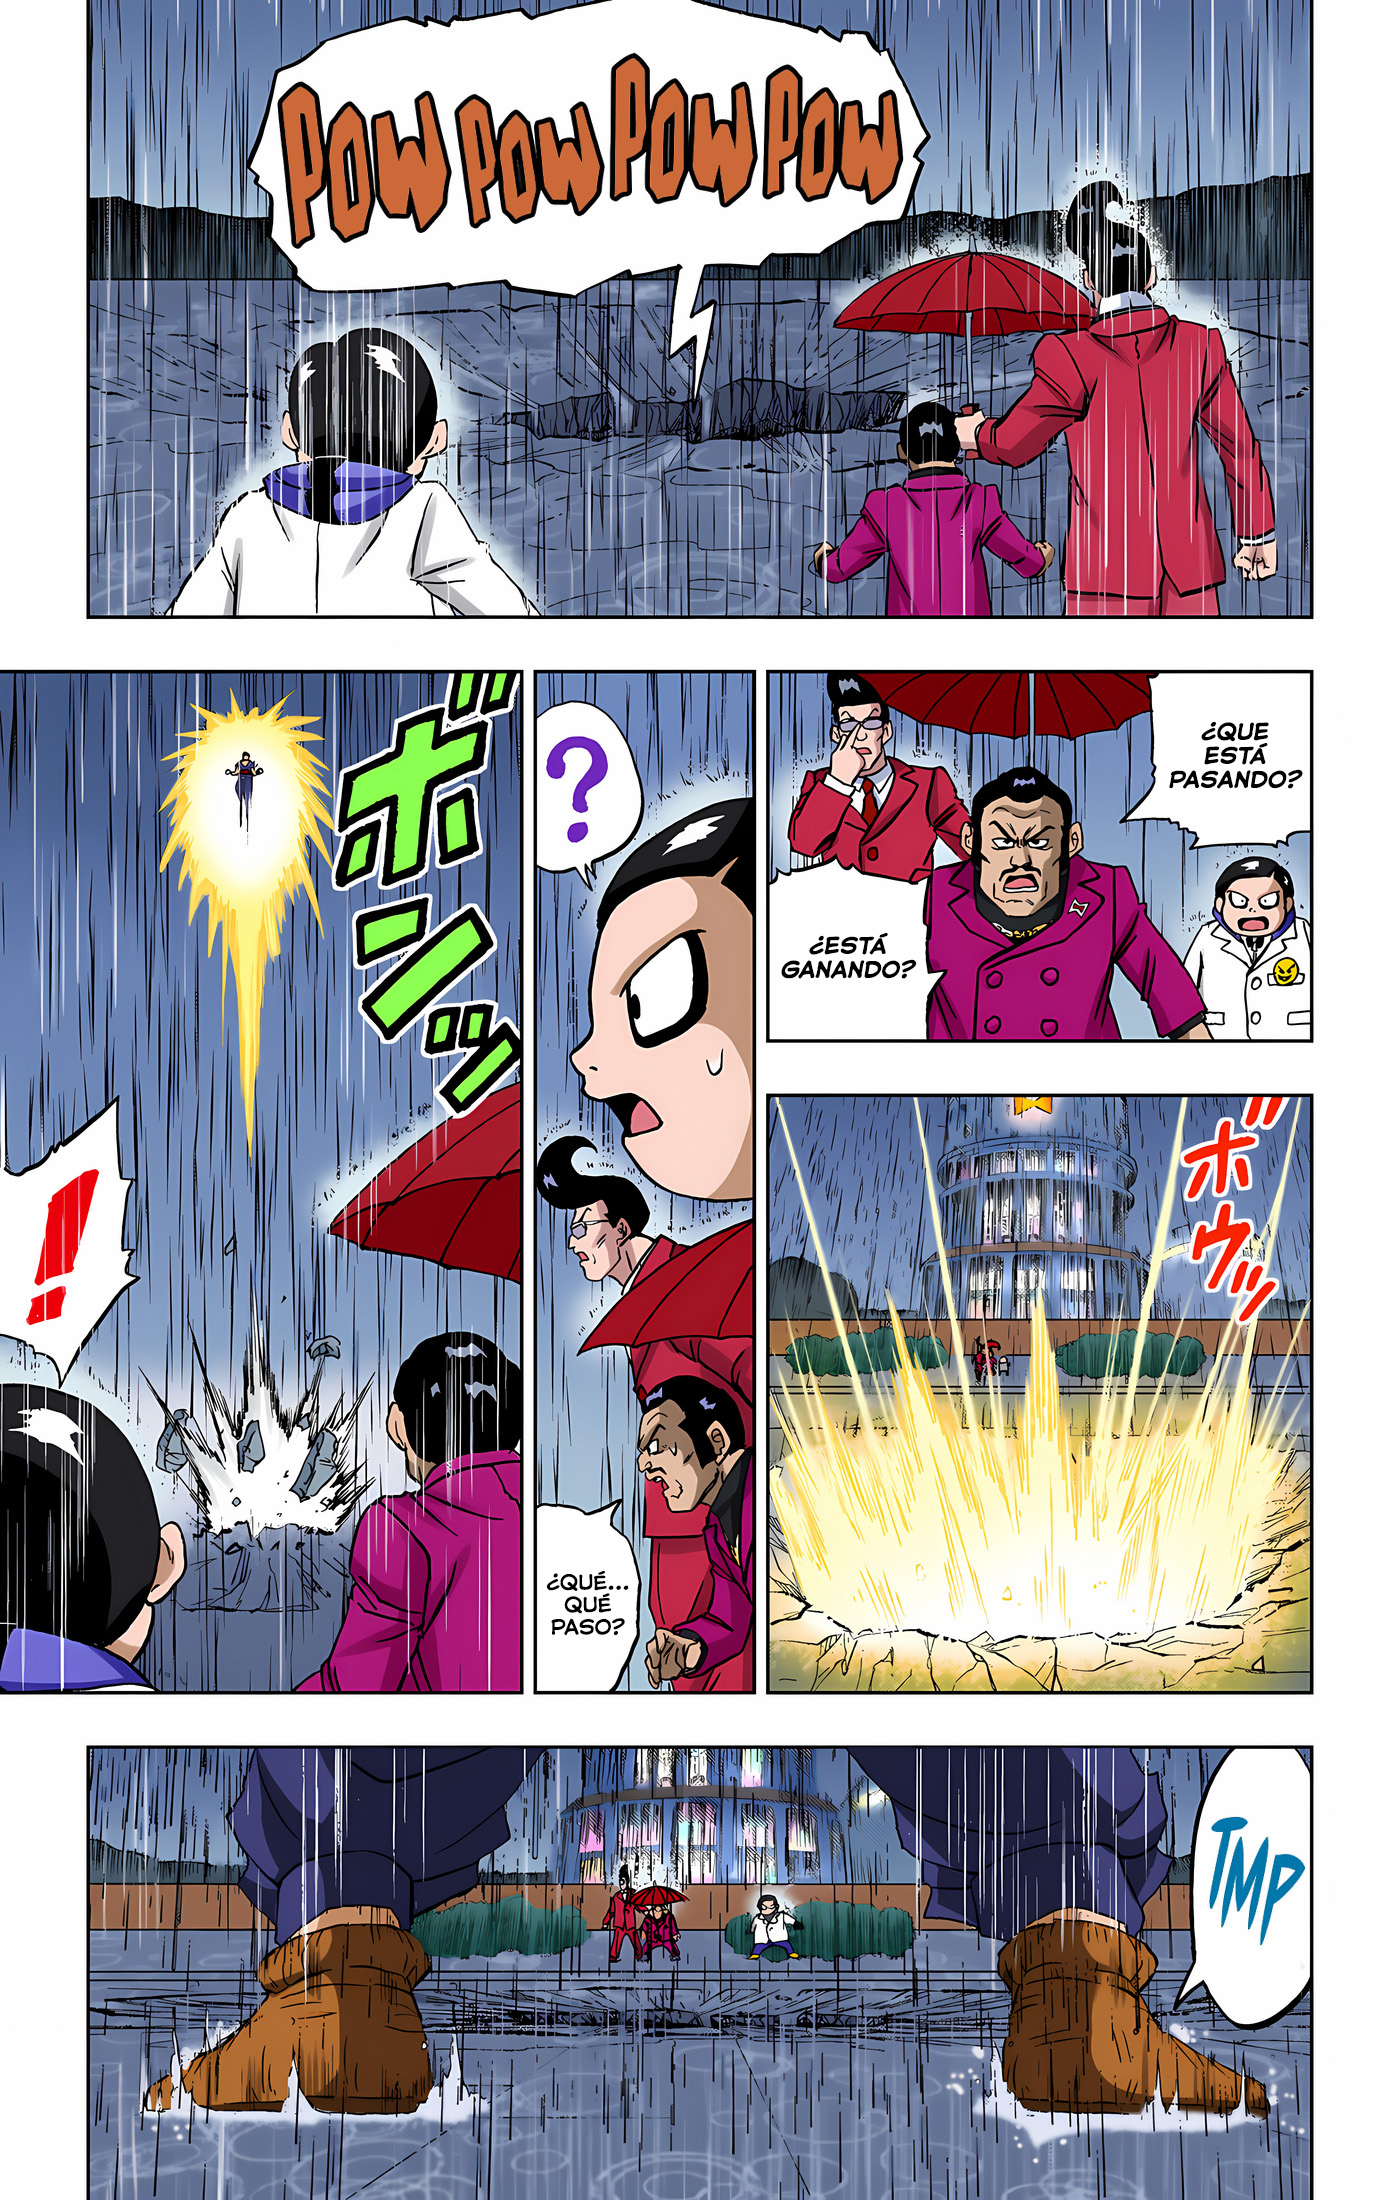 POW POW POW POW
¿QUE
ESTÁ
PASANDO?
¿ESTÁ
GANANDO?
ボウッ
?
¿QUÉ...
QUÉ
PASO?
ボンッ
!
TMP